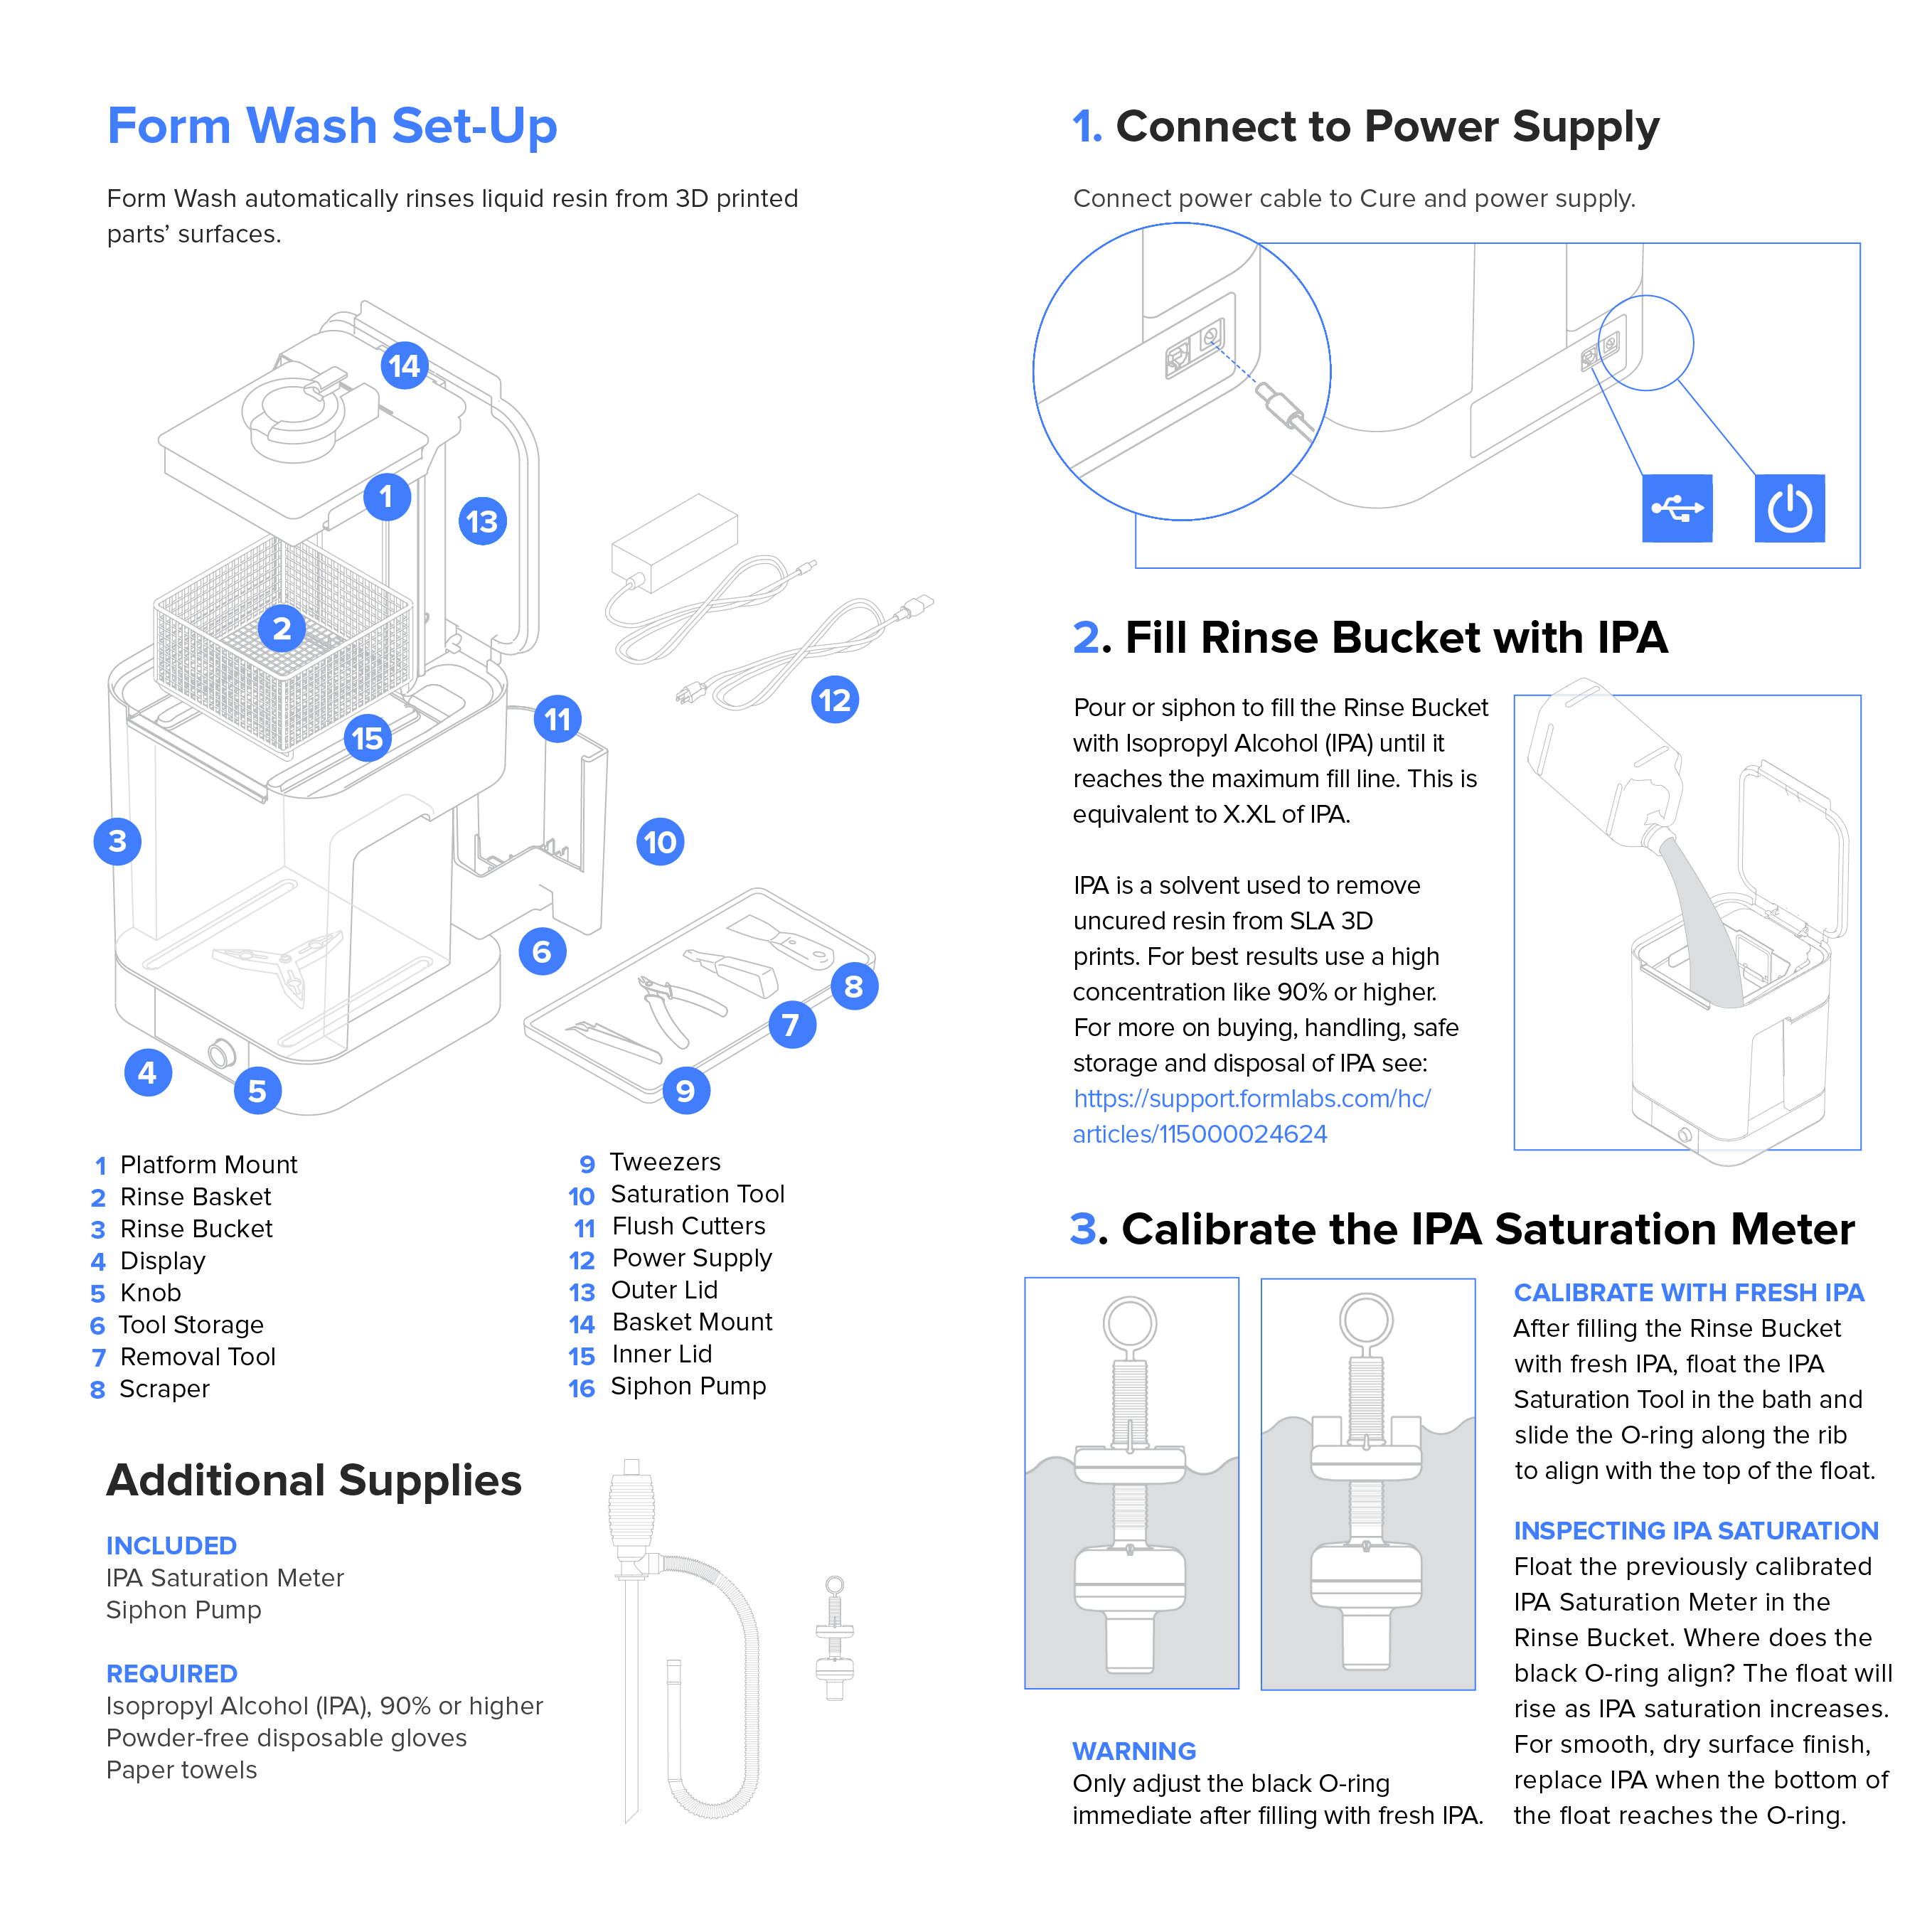 Form Wash Set-Up
Form Wash automatically rinses liquid resin from 3D printed
parts’ surfaces.
14
1
13
2
12
11
15
3
10
6
8
7
4
5
9
1 Platform Mount
2 Rinse Basket
3 Rinse Bucket
4 Display
5 Knob
6 Tool Storage
7 Removal Tool
8 Scraper
9 Tweezers
10 Saturation Tool
11 Flush Cutters
12 Power Supply
13 Outer Lid
14 Basket Mount
15 Inner Lid
16 Siphon Pump
Additional Supplies
INCLUDED
IPA Saturation Meter
Siphon Pump
REQUIRED
Isopropyl Alcohol (IPA), 90% or higher
Powder-free disposable gloves
Paper towels
1. Connect to Power Supply
Connect power cable to Cure and power supply.
2. Fill Rinse Bucket with IPA
Pour or siphon to fill the Rinse Bucket
with Isopropyl Alcohol (IPA) until it
reaches the maximum fill line. This is
equivalent to X.XL of IPA.
IPA is a solvent used to remove
uncured resin from SLA 3D
prints. For best results use a high
concentration like 90% or higher.
For more on buying, handling, safe
storage and disposal of IPA see:
https://support.formlabs.com/hc/
articles/115000024624
3. Calibrate the IPA Saturation Meter
CALIBRATE WITH FRESH IPA
After filling the Rinse Bucket
with fresh IPA, float the IPA
Saturation Tool in the bath and
slide the O-ring along the rib
to align with the top of the float.
INSPECTING IPA SATURATION
Float the previously calibrated
IPA Saturation Meter in the
Rinse Bucket. Where does the
black O-ring align? The float will
rise as IPA saturation increases.
For smooth, dry surface finish,
replace IPA when the bottom of
the float reaches the O-ring.
WARNING
Only adjust the black O-ring
immediate after filling with fresh IPA.